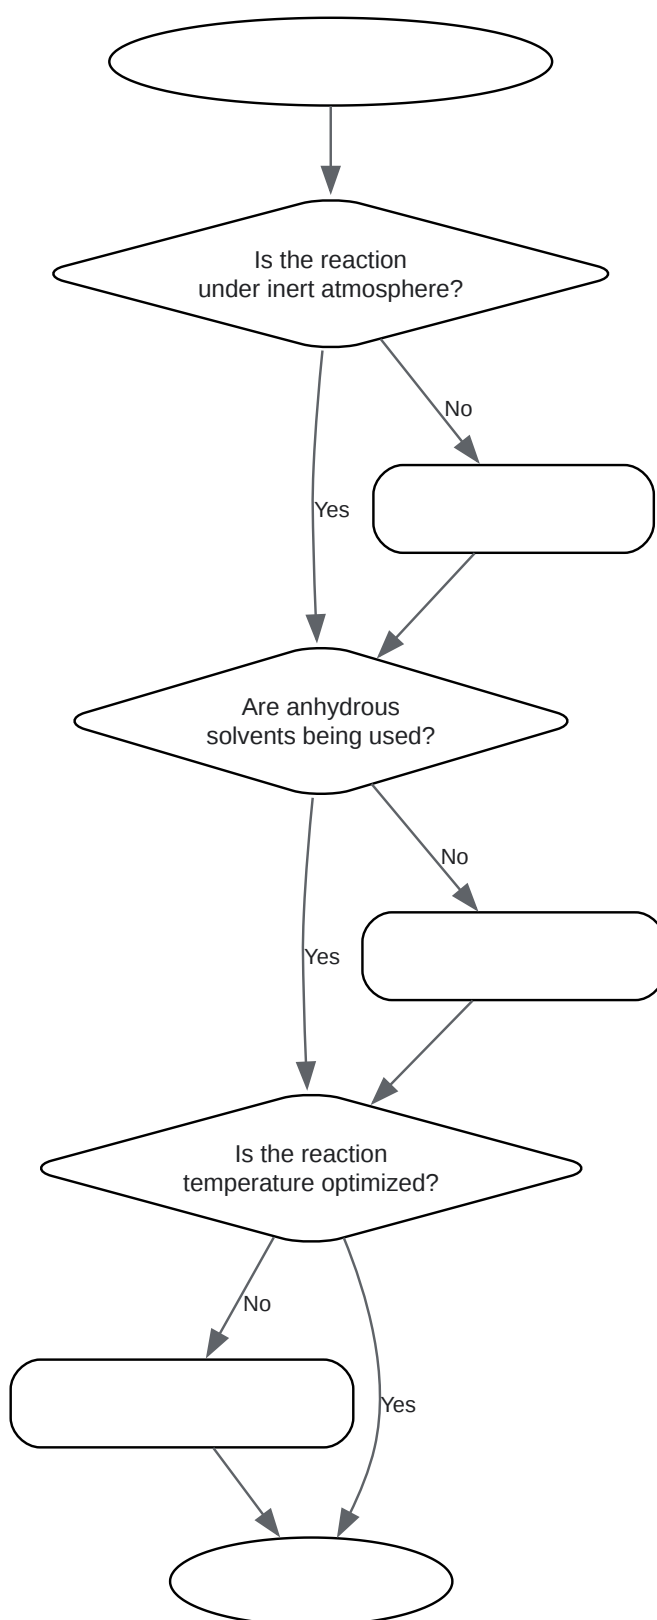 Is the reaction
under inert atmosphere?
No
Yes
Are anhydrous
solvents being used?
No
Yes
Is the reaction
temperature optimized?
No
Yes